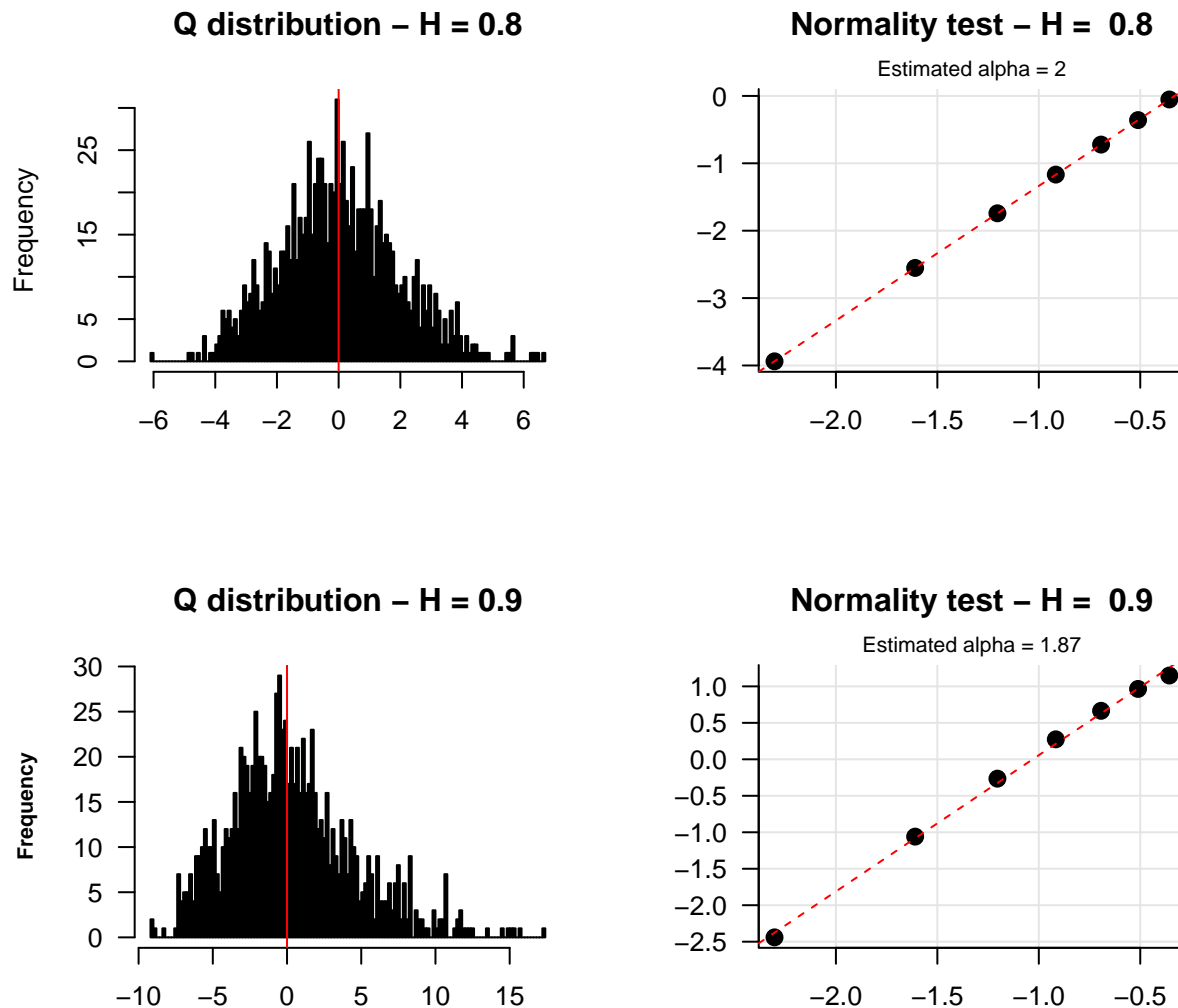 Q distribution − H = 0.8
Frequency
0 5 15 25
−6 −4 −2 0 2 4 6
Normality test − H =  0.8
Estimated alpha = 2
0
−1
−2
−3
−4
−2.0 −1.5 −1.0 −0.5
Q distribution − H = 0.9
Frequency
30
25
20
15
10
5
0
−10 −5 0 5 10 15
Normality test − H =  0.9
Estimated alpha = 1.87
1.0
0.5
0.0
−0.5
−1.0
−1.5
−2.0
−2.5
−2.0 −1.5 −1.0 −0.5